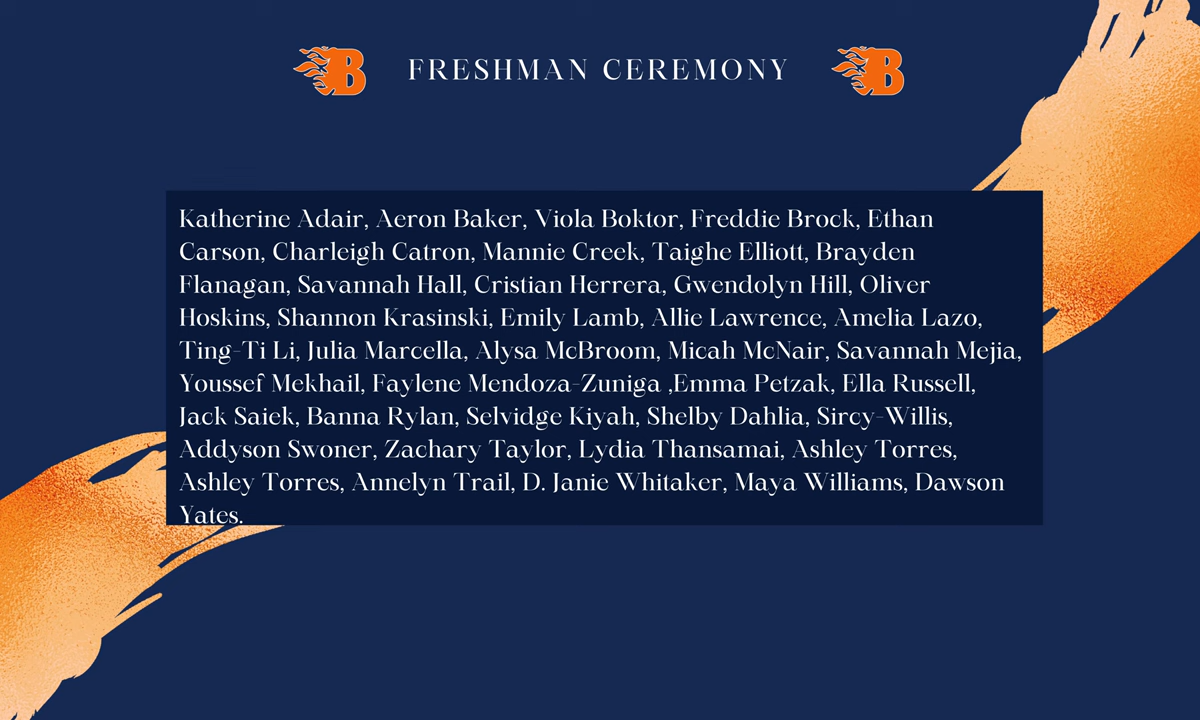 B FRESHMAN CEREMONY B
Katherine Adair, Aeron Baker, Viola Boktor, Freddie Brock, Ethan
Carson, Charleigh Catron, Mannie Creek, Taighe Elliott, Brayden
Flanagan, Savannah Hall, Cristian Herrera, Gwendolyn Hill, Oliver
Hoskins, Shannon Krasinski, Emily Lamb, Allie Lawrence, Amelia Lazo,
Ting-Ti Li, Julia Marcella, Alysa McBroom, Micah McNair, Savannah Mejia,
Youssef Mekhail, Faylene Mendoza-Zuniga ,Emma Petzak, Ella Russell,
Jack Saiek, Banna Rylan, Selvidge Kiyah, Shelby Dahlia, Sircy-Willis,
Addyson Swoner, Zachary Taylor, Lydia Thansamai, Ashley Torres,
Ashley Torres, Annelyn Trail, D. Janie Whitaker, Maya Williams, Dawson
Yates.